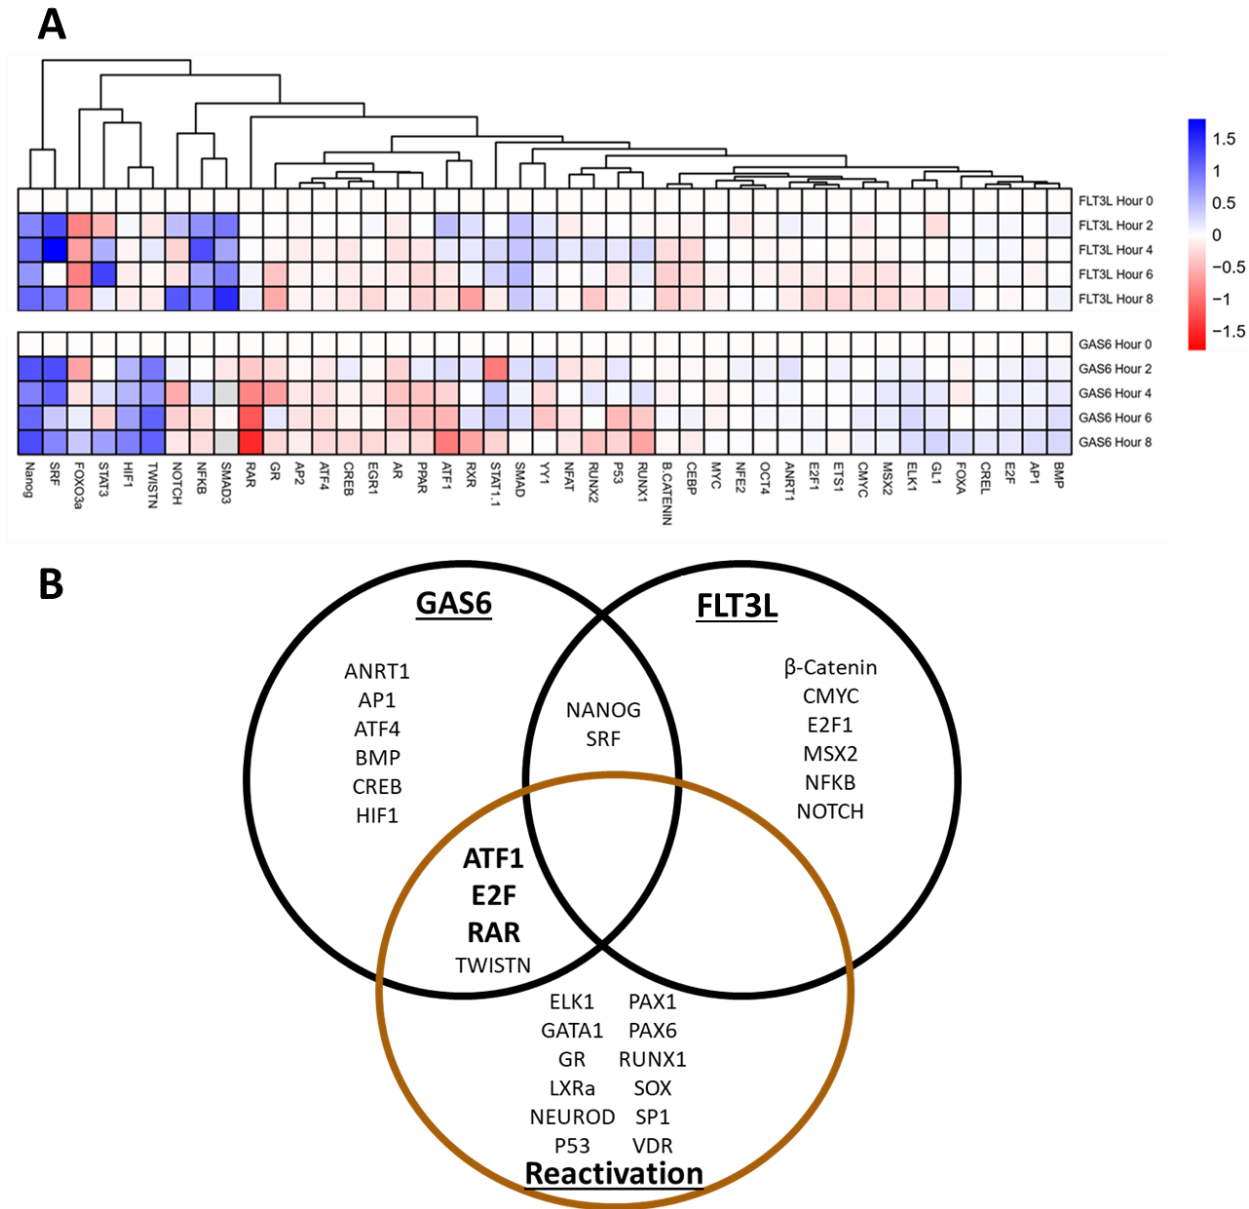 A
FLT3L Hour 0
FLT3L Hour 2
FLT3L Hour 4
FLT3L Hour 6
FLT3L Hour 8
1.5
1
0.5
0
−0.5
−1
−1.5
GAS6 Hour 0
GAS6 Hour 2
GAS6 Hour 4
GAS6 Hour 6
GAS6 Hour 8
Nanog
SRF
FOXO3a
STAT3
HIF1
TWISTN
NOTCH
NFKB
SMAD3
RAR
GR
AP2
ATF4
CREB
EGR1
AR
PPAR
ATF1
RXR
STAT1.1
SMAD
YY1
NFAT
RUNX2
P53
RUNX1
B.CATENIN
CEBP
MYC
NFE2
OCT4
ANRT1
E2F1
ETS1
CMYC
MSX2
ELK1
GL1
FOXA
CREL
E2F
AP1
BMP
B
GAS6
ANRT1
AP1
ATF4
BMP
CREB
HIF1
NANOG
SRF
FLT3L
β-Catenin
CMYC
E2F1
MSX2
NFKB
NOTCH
ATF1
E2F
RAR
TWISTN
ELK1 PAX1
GATA1 PAX6
GR RUNX1
LXRa SOX
NEUROD SP1
P53 VDR
Reactivation